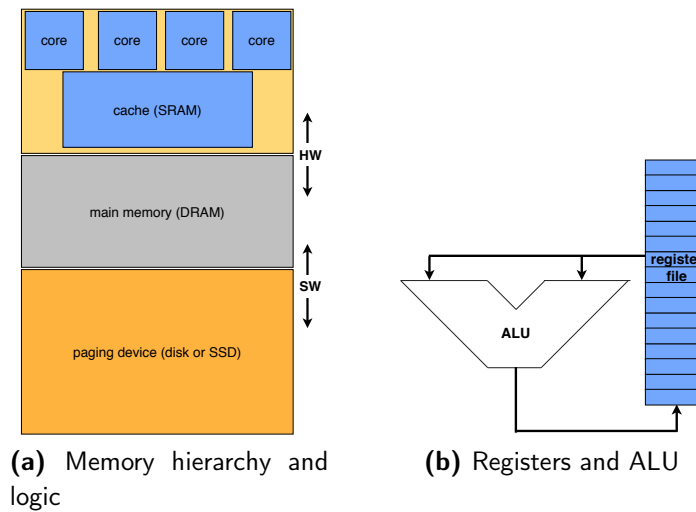 core core core core
cache (SRAM)
HW
main memory (DRAM)
SW
paging device (disk or SSD)
(a) Memory hierarchy and
logic
registe
file
ALU
(b) Registers and ALU